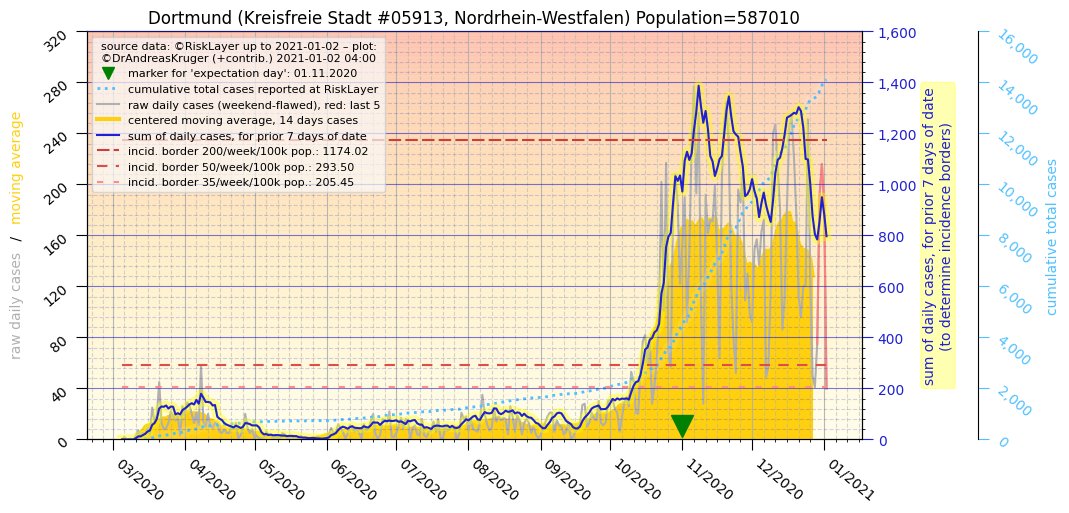 Dortmund (Kreisfreie Stadt #05913, Nordrhein-Westfalen) Population=587010
source data: ©RiskLayer up to 2021-01-02 – plot:
©DrAndreasKruger (+contrib.) 2021-01-02 04:00
marker for 'expectation day': 01.11.2020
cumulative total cases reported at RiskLayer
raw daily cases (weekend-flawed), red: last 5
centered moving average, 14 days cases
sum of daily cases, for prior 7 days of date
incid. border 200/week/100k pop.: 1174.02
incid. border 50/week/100k pop.: 293.50
incid. border 35/week/100k pop.: 205.45
raw daily cases / moving average
320
280
240
200
160
120
80
40
0
03/2020
04/2020
05/2020
06/2020
07/2020
08/2020
09/2020
10/2020
11/2020
12/2020
01/2021
1,600
1,400
1,200
1,000
800
600
400
200
0
sum of daily cases, for prior 7 days of date
(to determine incidence borders)
16,000
14,000
12,000
10,000
8,000
6,000
4,000
2,000
0
cumulative total cases